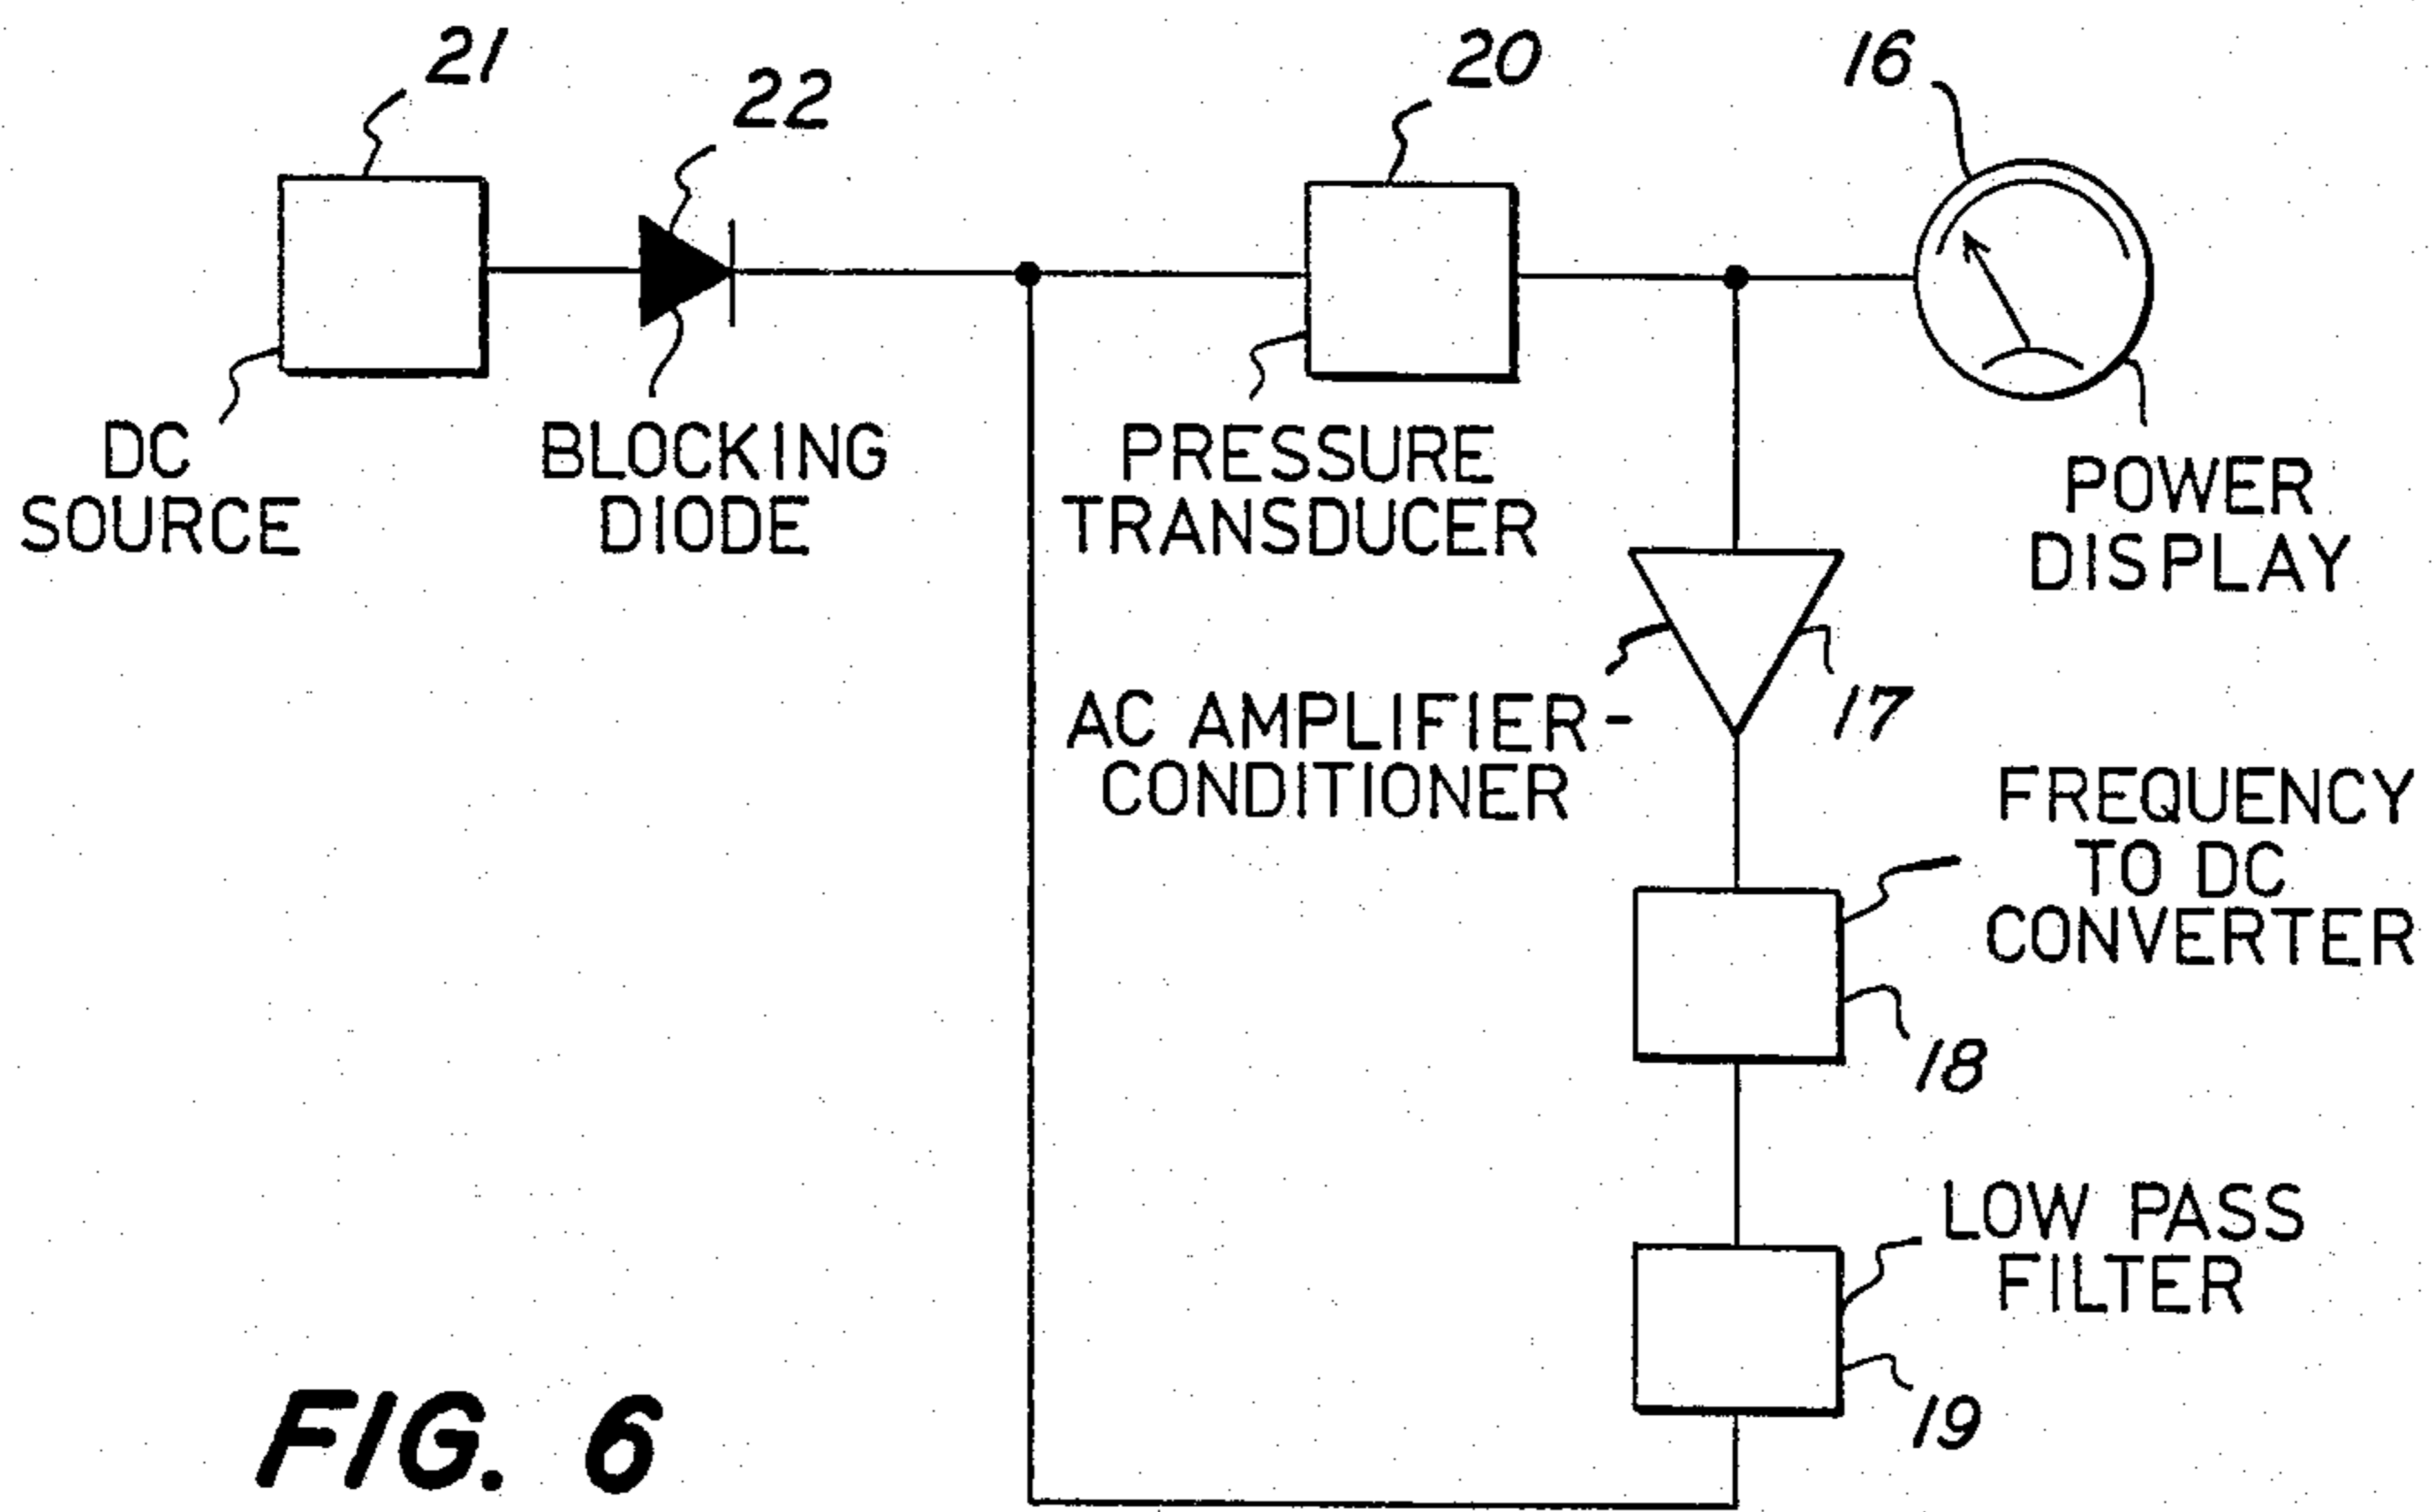 21
22
20
16
DC
SOURCE
BLOCKING
DIODE
PRESSURE
TRANSDUCER
POWER
DISPLAY
AC AMPLIFIER-
CONDITIONER
17
FREQUENCY
TO DC
CONVERTER
18
LOW PASS
FILTER
19
FIG. 6